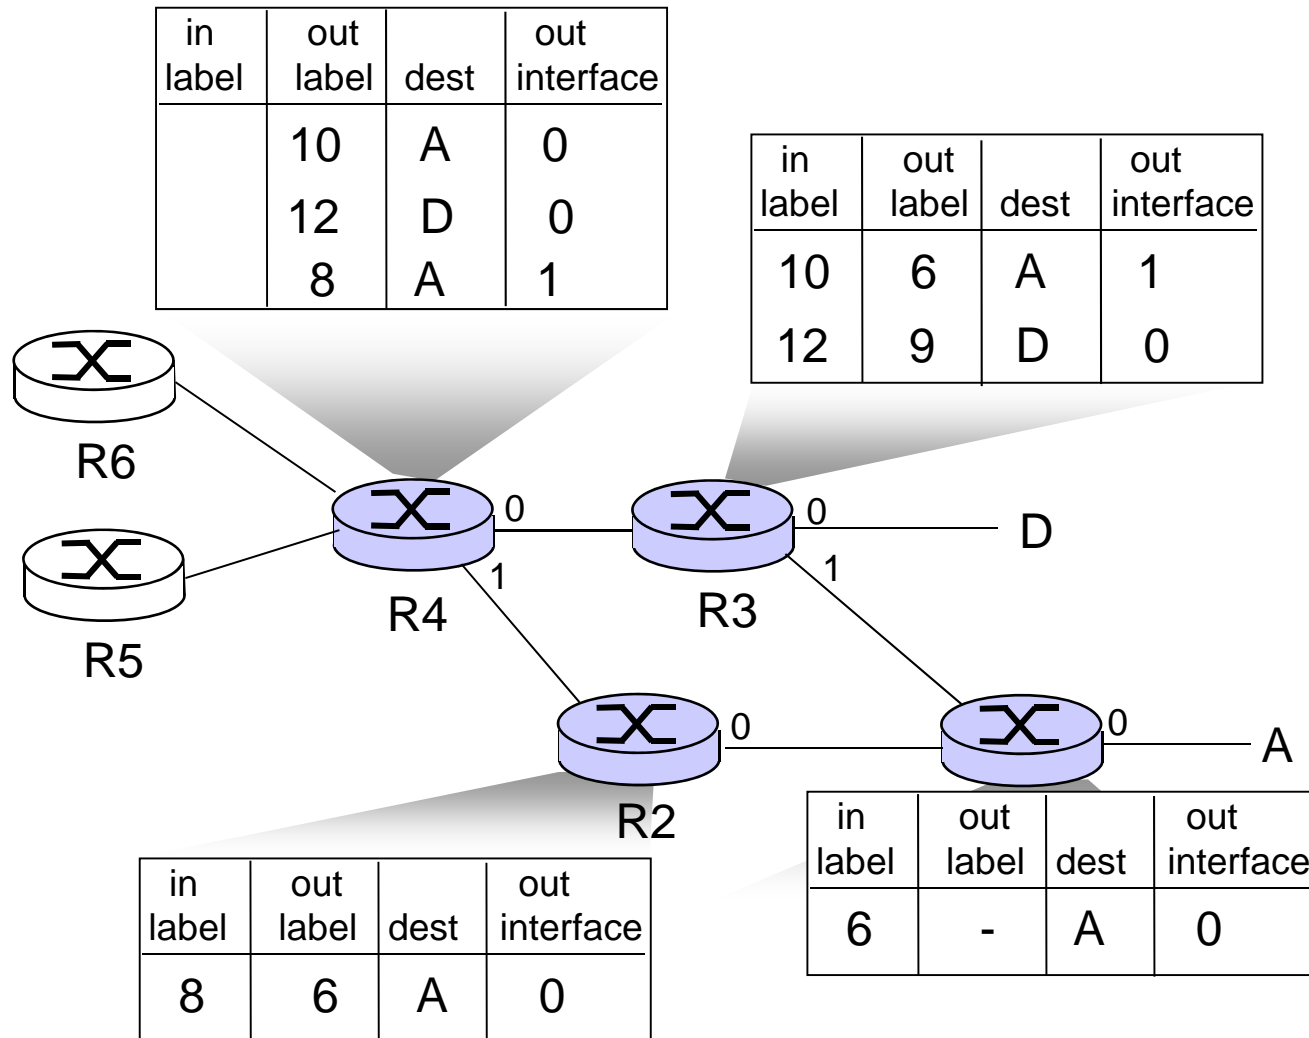 in out out
label label dest interface
10 A 0
12 D 0
8 A 1
in out out
label label dest interface
10 6 A 1
12 9 D 0
R6
0
0
D
1
1
R4
R3
R5
0
0
A
R2
in out out
label label dest interface
6 - A 0
in out out
label label dest interface
8 6 A 0